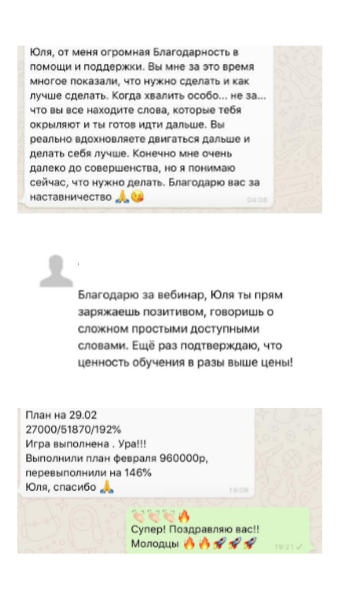 Юля, от меня огромная Благодарность в
помощи и поддержки. Вы мне за это время
многое показали, что нужно сделать и как
лучше сделать. Когда хвалить особо... не за...
что вы все находите слова, которые тебя
окрыляют и ты готов идти дальше. Вы
реально вдохновляете двигаться дальше и
делать себя лучше. Конечно мне очень
далеко до совершенства, но я понимаю
сейчас, что нужно делать. Благодарю вас за
наставничество 🙏😘
Благодарю за вебинар, Юля ты прям
заряжаешь позитивом, говоришь о
сложном простыми доступными
словами. Ещё раз подтверждаю, что
ценность обучения в разы выше цены!
План на 29.02
27000/51870/192%
Игра выполнена . Ура!!!
Выполнили план февраля 960000р,
перевыполнили на 146%
Юля, спасибо 🙏
👏🏻👏🏻👏🏻🔥
Супер! Поздравляю вас!!
Молодцы 🔥🔥🚀🚀🚀
19:21